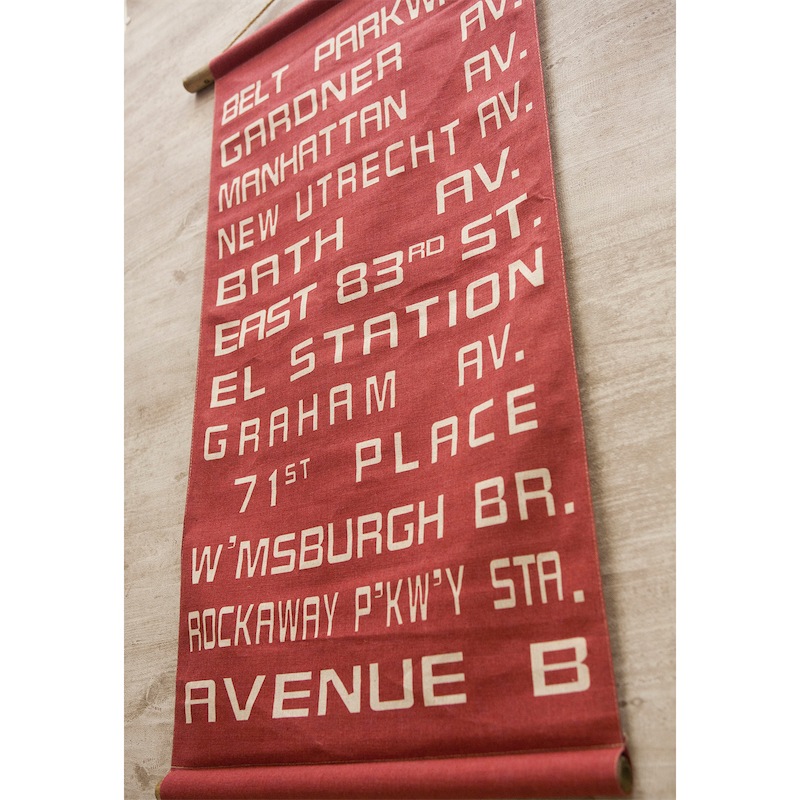 BELT PARKWAY
GARDNER AV.
MANHATTAN AV.
NEW UTRECHT AV.
BATH AV.
EAST 83RD ST.
EL STATION
GRAHAM AV.
71ST PLACE
W'MSBURGH BR.
ROCKAWAY P'KW'Y STA.
AVENUE B